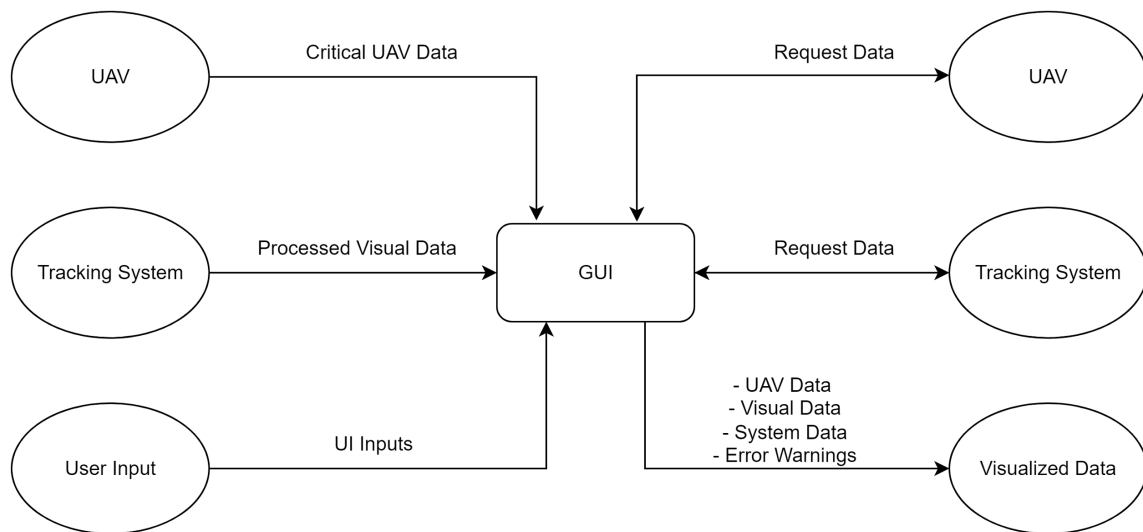 Critical UAV Data
Request Data
UAV
UAV
Processed Visual Data
Request Data
Tracking System
GUI
Tracking System
- UAV Data
- Visual Data
- System Data
- Error Warnings
UI Inputs
User Input
Visualized Data